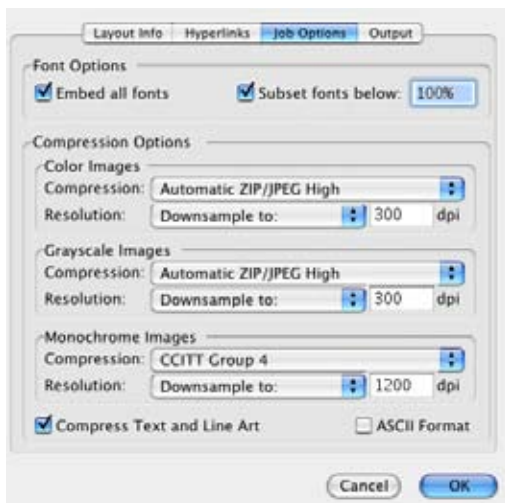 Layout Info Hyperlinks Job Options Output
Font Options
Embed all fonts Subset fonts below: 100%
Compression Options
Color Images
Compression: Automatic ZIP/JPEG High
Resolution: Downsample to: 300 dpi
Grayscale Images
Compression: Automatic ZIP/JPEG High
Resolution: Downsample to: 300 dpi
Monochrome Images
Compression: CCITT Group 4
Resolution: Downsample to: 1200 dpi
Compress Text and Line Art ASCII Format
Cancel OK